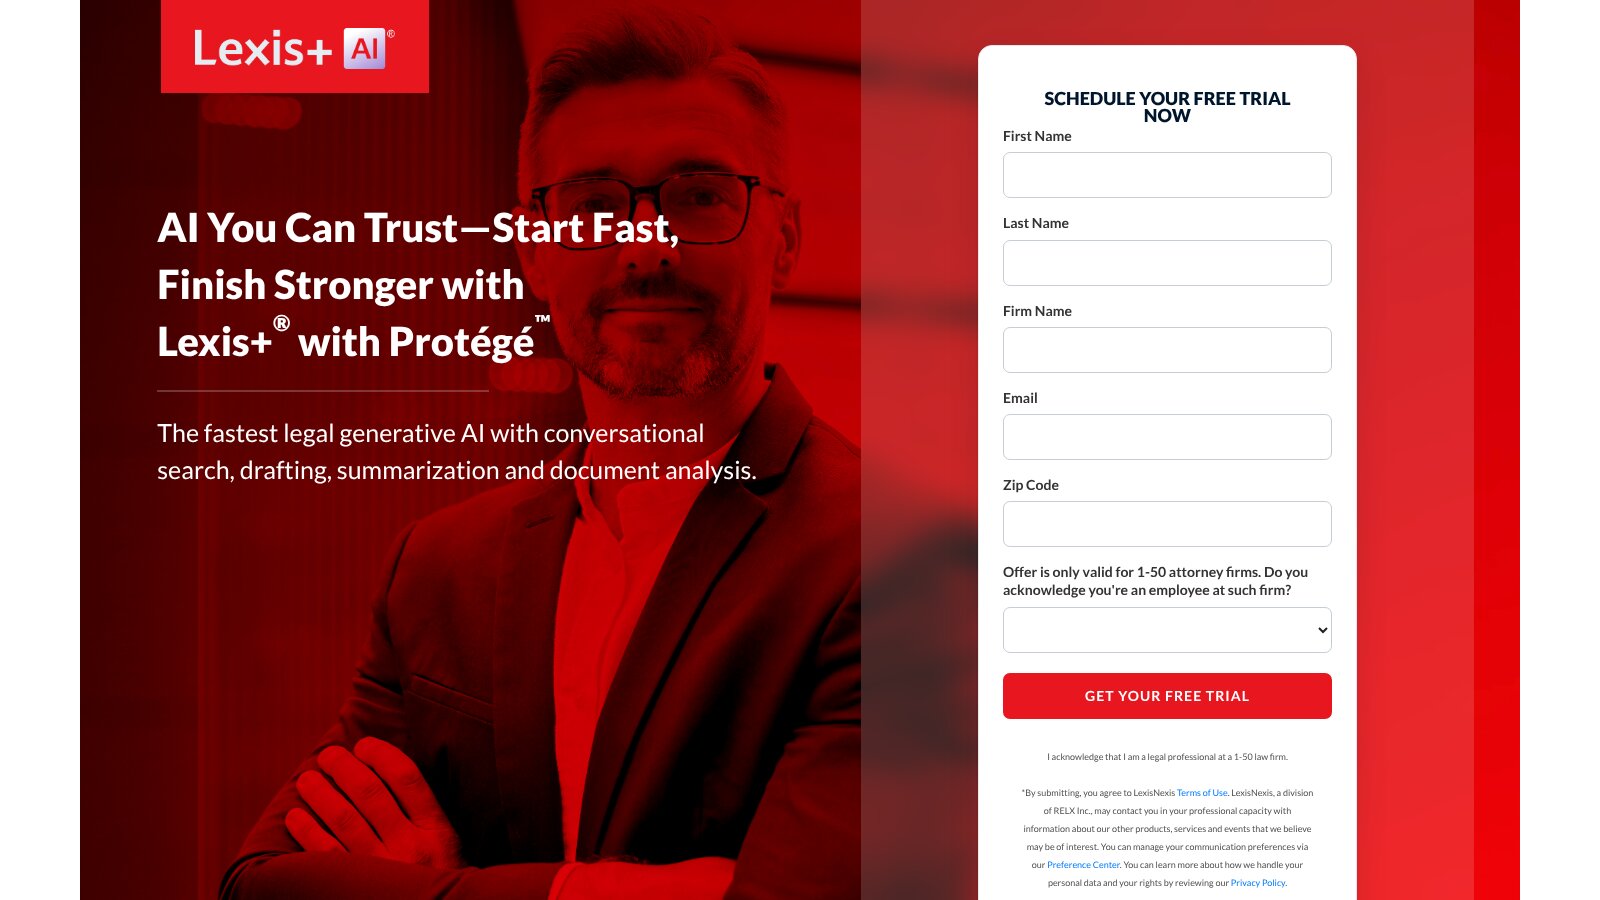 Lexis+ AI®
AI You Can Trust—Start Fast,
Finish Stronger with
Lexis+® with Protégé™
The fastest legal generative AI with conversational
search, drafting, summarization and document analysis.
SCHEDULE YOUR FREE TRIAL
NOW
First Name
Last Name
Firm Name
Email
Zip Code
Offer is only valid for 1-50 attorney firms. Do you
acknowledge you're an employee at such firm?
GET YOUR FREE TRIAL
I acknowledge that I am a legal professional at a 1-50 law firm.
*By submitting, you agree to LexisNexis Terms of Use. LexisNexis, a division
of RELX Inc., may contact you in your professional capacity with
information about our other products, services and events that we believe
may be of interest. You can manage your communication preferences via
our Preference Center. You can learn more about how we handle your
personal data and your rights by reviewing our Privacy Policy.